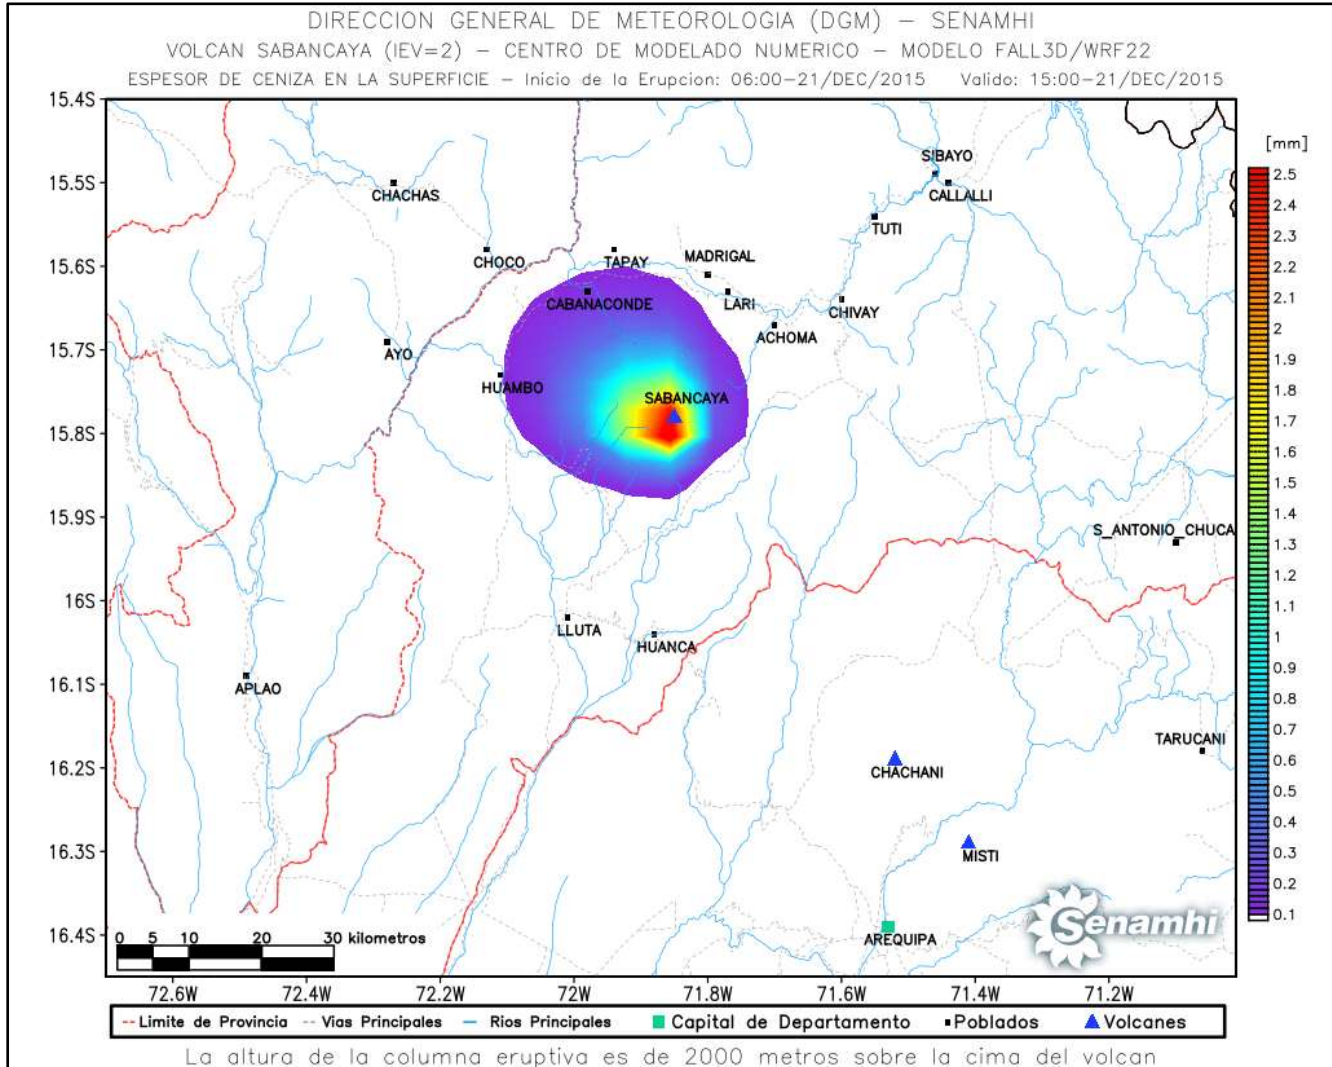 DIRECCION GENERAL DE METEOROLOGIA (DGM) – SENAMHI
VOLCAN SABANCAYA (IEV=2) – CENTRO DE MODELADO NUMERICO – MODELO FALL3D/WRF22
ESPESOR DE CENIZA EN LA SUPERFICIE – Inicio de la Erupcion: 06:00–21/DEC/2015 Valido: 15:00–21/DEC/2015
15.4S
[mm]
S'BAYO
2.5
15.5S
CHACHAS
CALLALLI
2.4
2.3
TUTI
2.2
15.6S
CHOCO
TAPAY
MADRIGAL
2.1
CABANACONDE
LARI
CHIVAY
2
15.7S
AYO
ACHOMA
1.9
HUAMBO
SABANCAYA
1.8
1.7
15.8S
1.6
1.5
15.9S
S_ANTONIO_CHUCA
1.4
1.3
1.2
16S
1.1
LLUTA
HUANCA
1
0.9
16.1S
APLAO
0.8
0.7
TARUCANI
16.2S
CHACHANI
0.6
0.5
0.4
16.3S
MISTI
0.3
0.2
0.1
16.4S
0 5 10 20 30 kilometros
AREQUIPA
Senamhi
72.6W 72.4W 72.2W 72W 71.8W 71.6W 71.4W 71.2W
Limite de Provincia Vias Principales Rios Principales Capital de Departamento Poblados Volcanes
La altura de la columna eruptiva es de 2000 metros sobre la cima del volcan